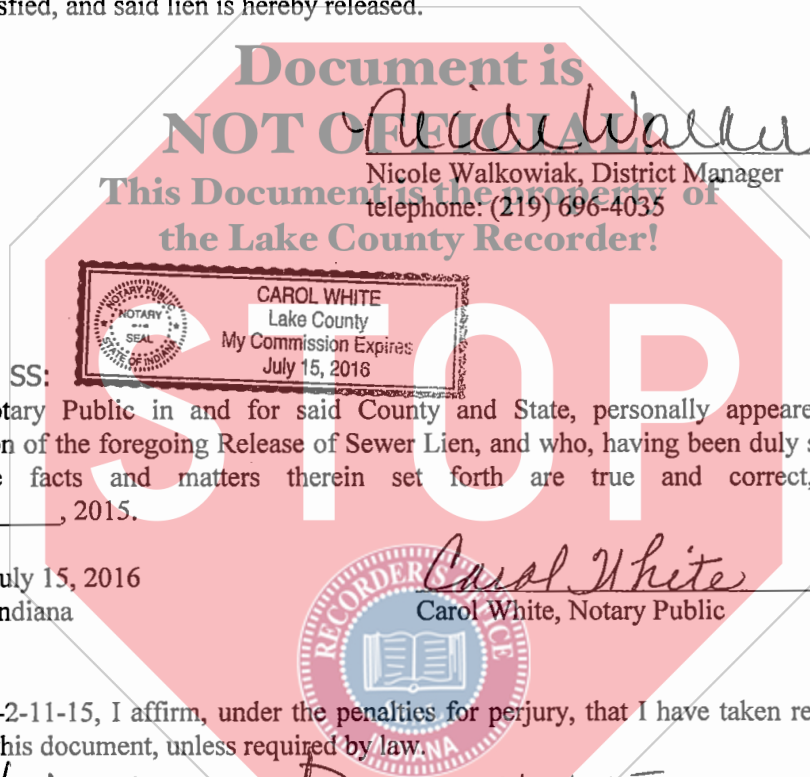 sfied, and said lien is hereby released.
Document is
NOT OFFICIAL!
This Document is the property of
the Lake County Recorder!
Nicole Walkowiak, District Manager
telephone: (219) 696-4035
NOTARY PUBLIC
NOTARY
SEAL
STATE OF INDIANA
CAROL WHITE
Lake County
My Commission Expires
July 15, 2016
STOP
SS:
otary Public in and for said County and State, personally appeare
on of the foregoing Release of Sewer Lien, and who, having been duly s
e facts and matters therein set forth are true and correct,
, 2015.
Carol White
uly 15, 2016
ndiana
Carol White, Notary Public
RECORDER'S OFFICE
INDIANA
-2-11-15, I affirm, under the penalties for perjury, that I have taken re
his document, unless required by law.